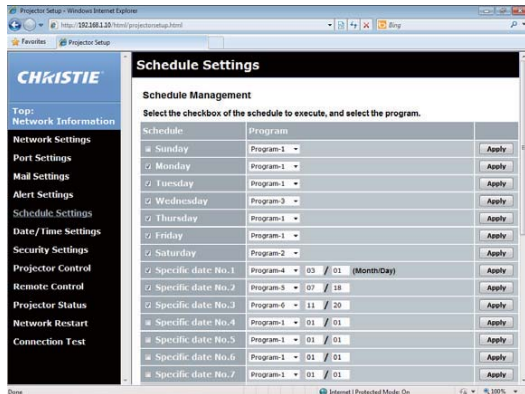 Projector Setup - Windows Internet Explorer
http://192.168.1.10/html/projectorsetup.html
Bing
Favorites Projector Setup
CHRISTIE
Top:
Network Information
Network Settings
Port Settings
Mail Settings
Alert Settings
Schedule Settings
Date/Time Settings
Security Settings
Projector Control
Remote Control
Projector Status
Network Restart
Connection Test
Schedule Settings
Schedule Management
Select the checkbox of the schedule to execute, and select the program.
Schedule Program
Sunday Program-1 Apply
Monday Program-1 Apply
Tuesday Program-1 Apply
Wednesday Program-3 Apply
Thursday Program-1 Apply
Friday Program-1 Apply
Saturday Program-2 Apply
Specific date No.1 Program-4 03 / 01 (Month/Day) Apply
Specific date No.2 Program-5 07 / 18 Apply
Specific date No.3 Program-6 11 / 20 Apply
Specific date No.4 Program-1 01 / 01 Apply
Specific date No.5 Program-1 01 / 01 Apply
Specific date No.6 Program-1 01 / 01 Apply
Specific date No.7 Program-1 01 / 01 Apply
Done Internet | Protected Mode: On 100%